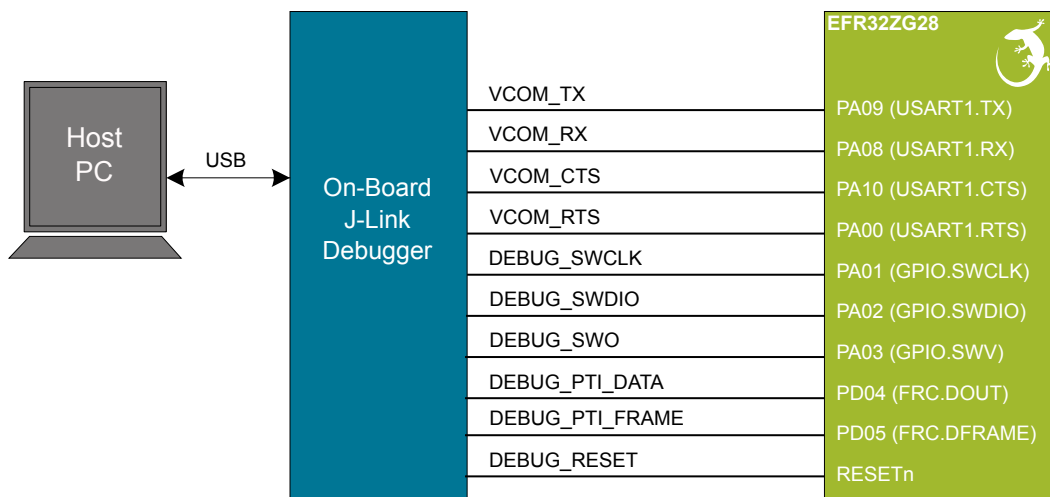 Host
PC
USB
On-Board
J-Link
Debugger
VCOM_TX
VCOM_RX
VCOM_CTS
VCOM_RTS
DEBUG_SWCLK
DEBUG_SWDIO
DEBUG_SWO
DEBUG_PTI_DATA
DEBUG_PTI_FRAME
DEBUG_RESET
EFR32ZG28
PA09 (USART1.TX)
PA08 (USART1.RX)
PA10 (USART1.CTS)
PA00 (USART1.RTS)
PA01 (GPIO.SWCLK)
PA02 (GPIO.SWDIO)
PA03 (GPIO.SWV)
PD04 (FRC.DOUT)
PD05 (FRC.DFRAME)
RESETn